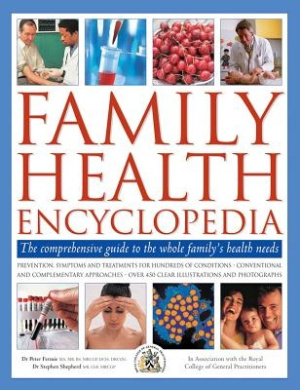 FAMILY
HEALTH
ENCYCLOPEDIA
The comprehensive guide to the whole family's health needs
PREVENTION, SYMPTOMS AND TREATMENTS FOR HUNDREDS OF CONDITIONS · CONVENTIONAL
AND COMPLEMENTARY APPROACHES · OVER 450 CLEAR ILLUSTRATIONS AND PHOTOGRAPHS
Dr Peter Fermie
Dr Stephen Shepherd
In Association with the Royal
College of General Practitioners